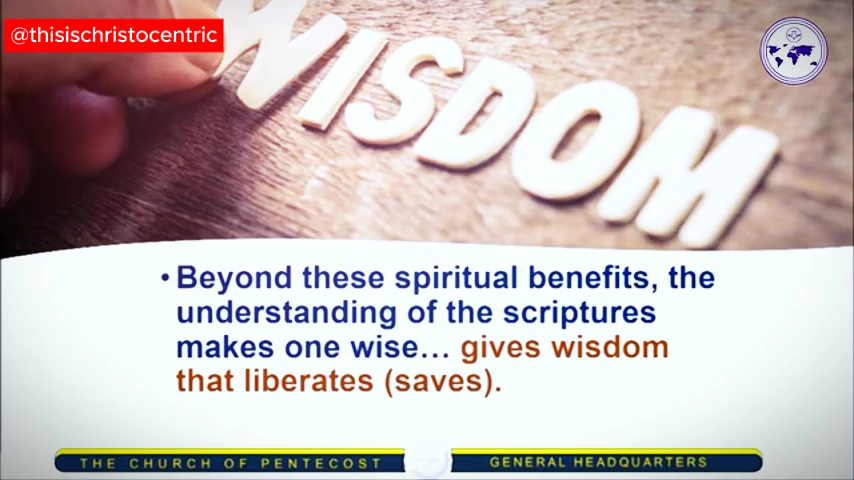 @thisischristocentric
WISDOM
• Beyond these spiritual benefits, the
understanding of the scriptures
makes one wise... gives wisdom
that liberates (saves).
THE CHURCH OF PENTECOST
GENERAL HEADQUARTERS